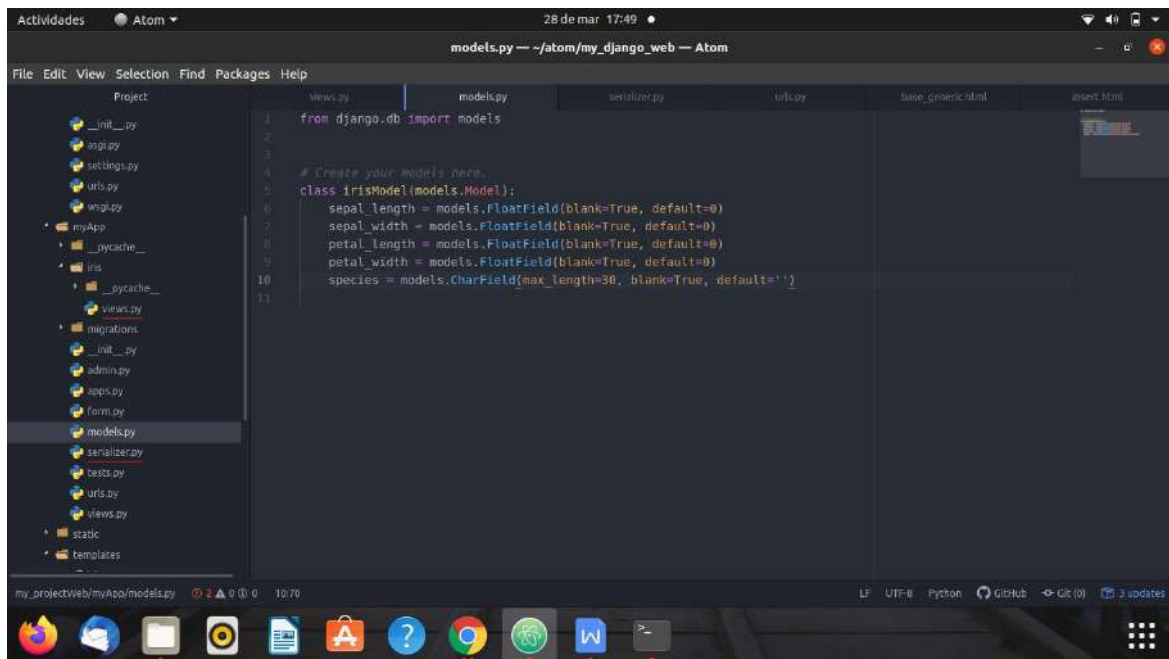 Actividades Atom 28 de mar 17:49
models.py — ~/atom/my_django_web — Atom
File Edit View Selection Find Packages Help
Project views.py models.py serializer.py urls.py base_generic.html insert.html
__init__.py
asgi.py
settings.py
urls.py
wsgi.py
myApp
__pycache__
iris
__pycache__
views.py
migrations
__init__.py
admin.py
apps.py
form.py
models.py
serializer.py
tests.py
urls.py
views.py
static
templates
1 from django.db import models
2
3
4 # Create your models here.
5 class irisModel(models.Model):
6 sepal_length = models.FloatField(blank=True, default=0)
7 sepal_width = models.FloatField(blank=True, default=0)
8 petal_length = models.FloatField(blank=True, default=0)
9 petal_width = models.FloatField(blank=True, default=0)
10 species = models.CharField(max_length=30, blank=True, default='')
11
my_projectWeb/myApp/models.py 2 0 0 10:70 LF UTF-8 Python GitHub Git (0) 3 updates